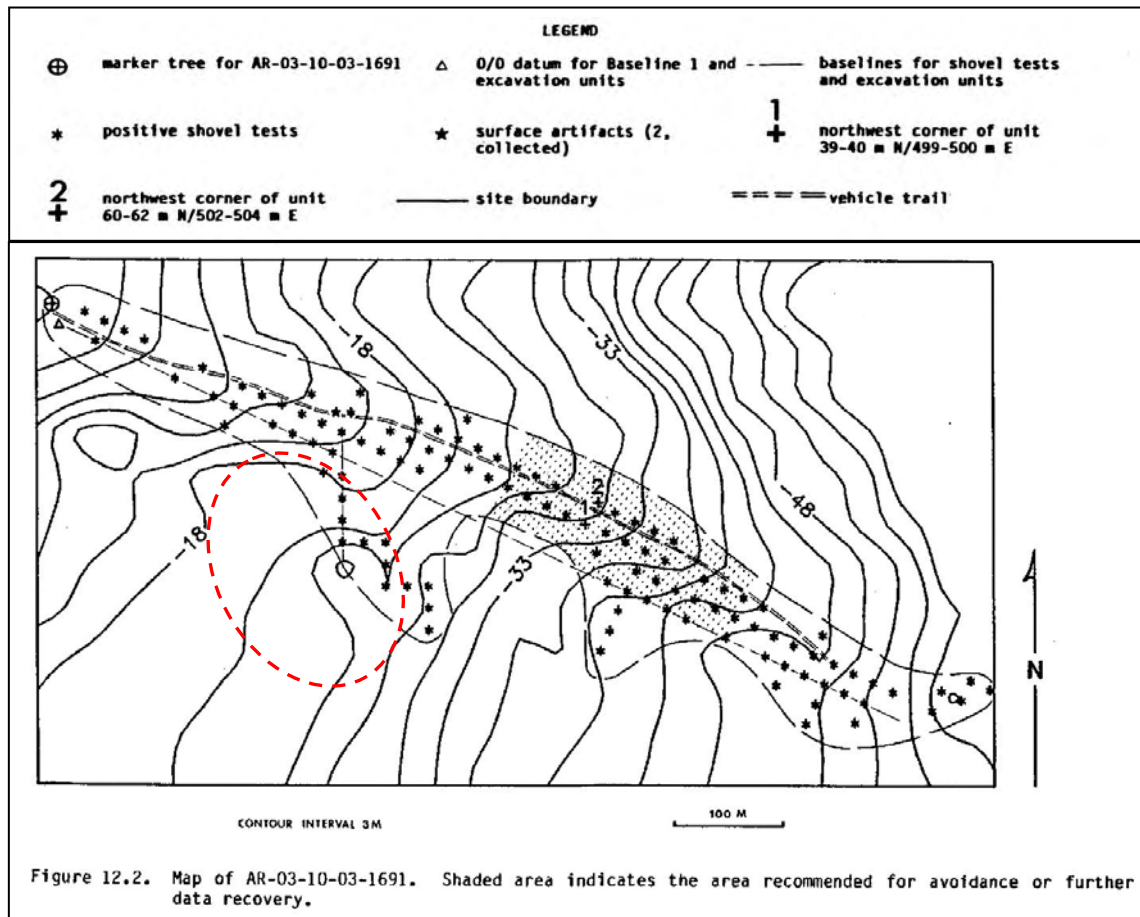 LEGEND
marker tree for AR-03-10-03-1691
0/0 datum for Baseline 1 and
excavation units
baselines for shovel tests
and excavation units
positive shovel tests
surface artifacts (2,
collected)
1
northwest corner of unit
39-40 m N/499-500 m E
2
northwest corner of unit
60-62 m N/502-504 m E
site boundary
vehicle trail
-18
-33
-48
-18
-33
2
1
N
CONTOUR INTERVAL 3M
100 M
Figure 12.2. Map of AR-03-10-03-1691. Shaded area indicates the area recommended for avoidance or further
data recovery.